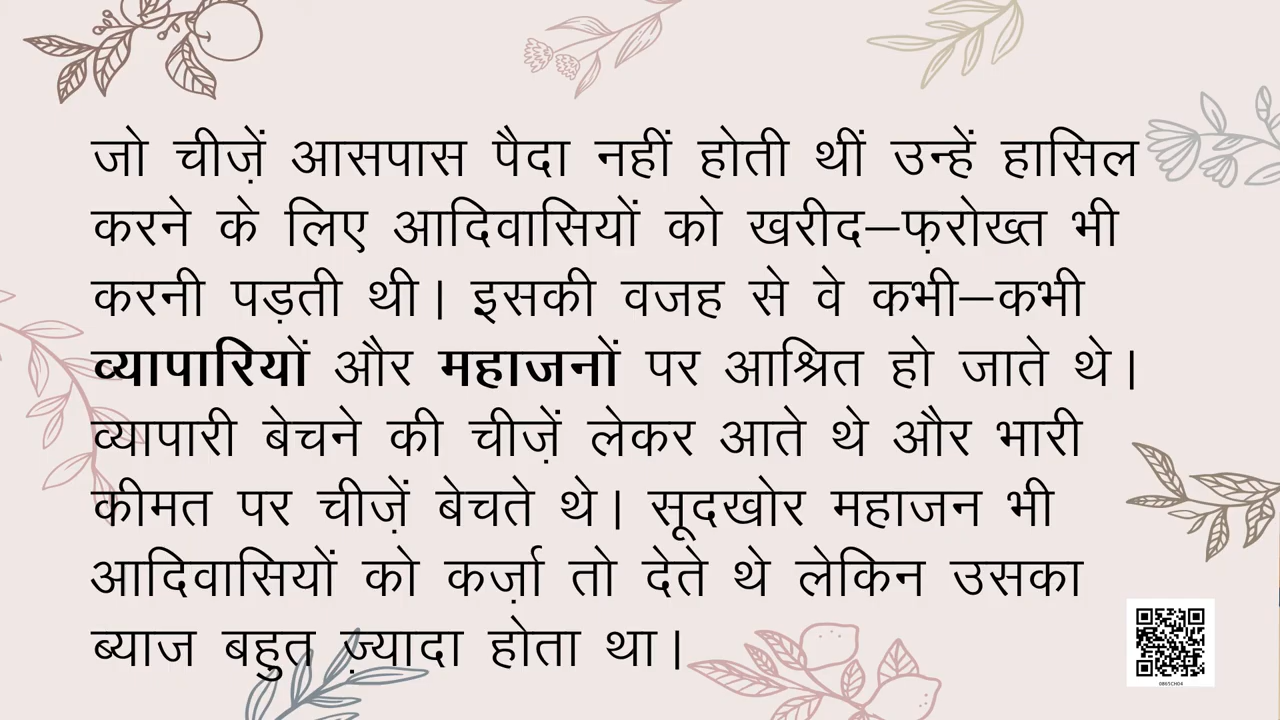 जो चीज़ें आसपास पैदा नहीं होती थीं उन्हें हासिल
करने के लिए आदिवासियों को खरीद–फ़रोख्त भी
करनी पड़ती थी। इसकी वजह से वे कभी–कभी
व्यापारियों और महाजनों पर आश्रित हो जाते थे।
व्यापारी बेचने की चीज़ें लेकर आते थे और भारी
कीमत पर चीज़ें बेचते थे। सूदखोर महाजन भी
आदिवासियों को कर्ज़ा तो देते थे लेकिन उसका
ब्याज बहुत ज़्यादा होता था।
0865CH04